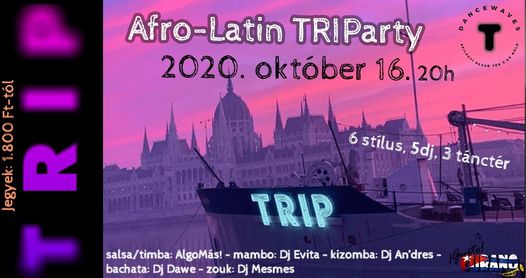 Afro-Latin TRIParty
2020. október 16. 20h
DANCEWAVES
T
Jegyek: 1.800 Ft-tól
TRIP
6 stílus, 5dj, 3 tánctér
TRIP
salsa/timba: AlgoMás! - mambo: Dj Evita - kizomba: Dj An'dres -
bachata: Dj Dawe - zouk: Dj Mesmes
TIRANO